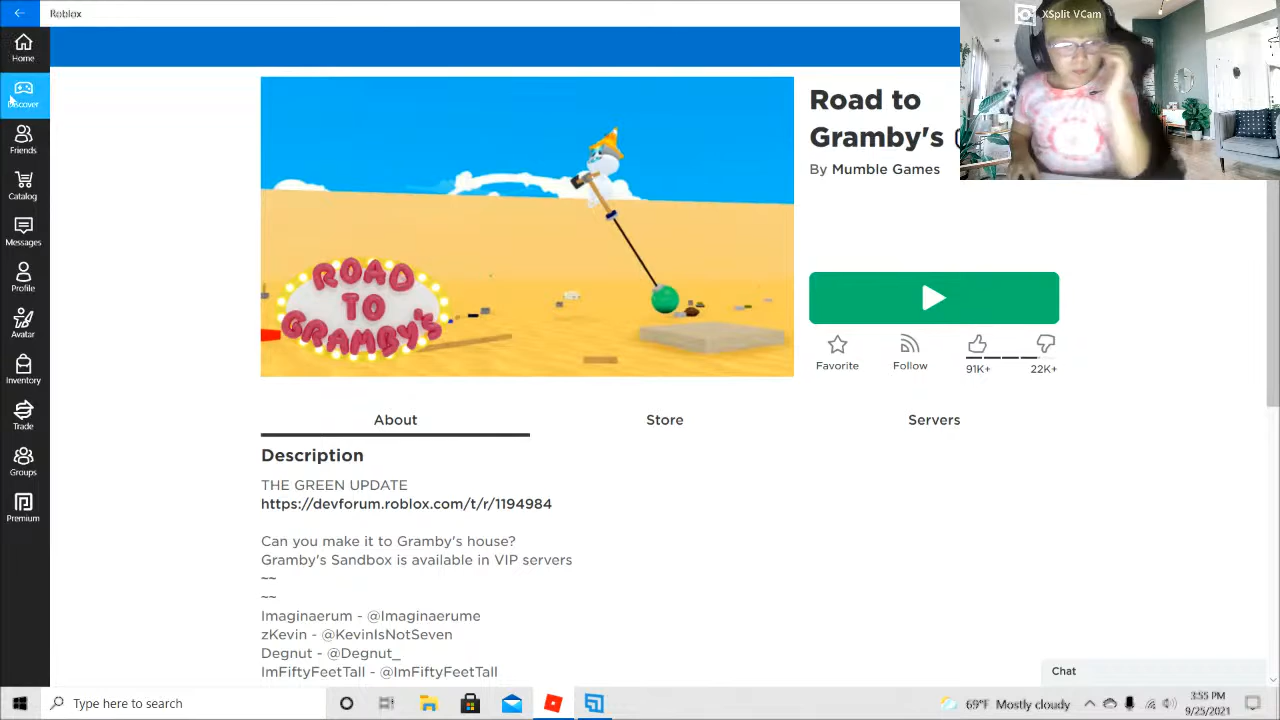 Roblox
XSplit VCam
Home
Discover
Friends
Catalog
Messages
Profile
Avatar
Inventory
Trade
Groups
Premium
ROAD
TO
GRAMBY'S
Road to
Gramby's
By Mumble Games
Favorite
Follow
91K+
22K+
About
Store
Servers
Description
THE GREEN UPDATE
https://devforum.roblox.com/t/r/1194984
Can you make it to Gramby's house?
Gramby's Sandbox is available in VIP servers
~~
~~
Imaginaerum - @Imaginaerume
zKevin - @KevinIsNotSeven
Degnut - @Degnut_
ImFiftyFeetTall - @ImFiftyFeetTall
Chat
Type here to search
69°F Mostly cloudy
3:55 PM
9/25/2021